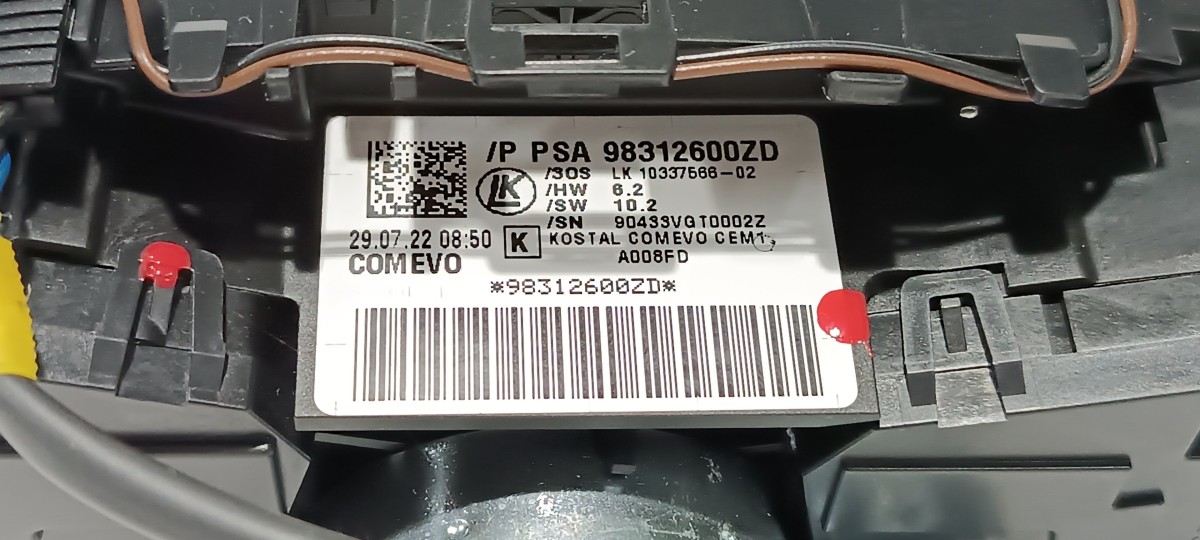 /P PSA 98312600ZD
/SOS LK 10337566-02
LK
/HW 6.2
/SW 10.2
/SN 90433VGT0002Z
29.07.22 08:50 K KOSTAL COMEVO CEM1
COMEVO A008FD
*98312600ZD*